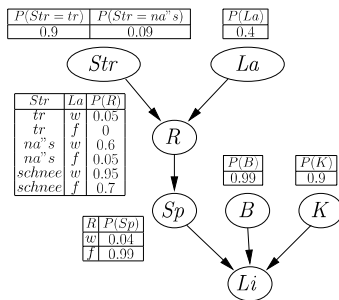 P(Str = tr) P(Str = na"s) P(La)
0.9 0.09 0.4
Str La
Str La P(R)
tr w 0.05
tr f 0
na"s w 0.6
na"s f 0.05
schnee w 0.95
schnee f 0.7
R
P(B) P(K)
0.99 0.9
Sp B K
R P(Sp)
w 0.04
f 0.99
Li